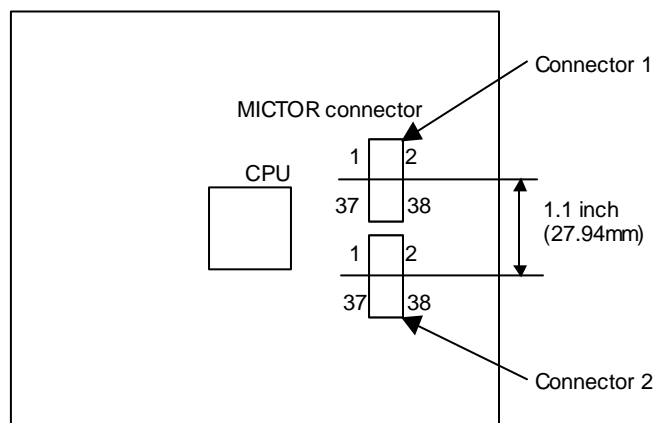 Connector 1
MICTOR connector
1 2
CPU
37 38
1.1 inch
(27.94mm)
1 2
37 38
Connector 2